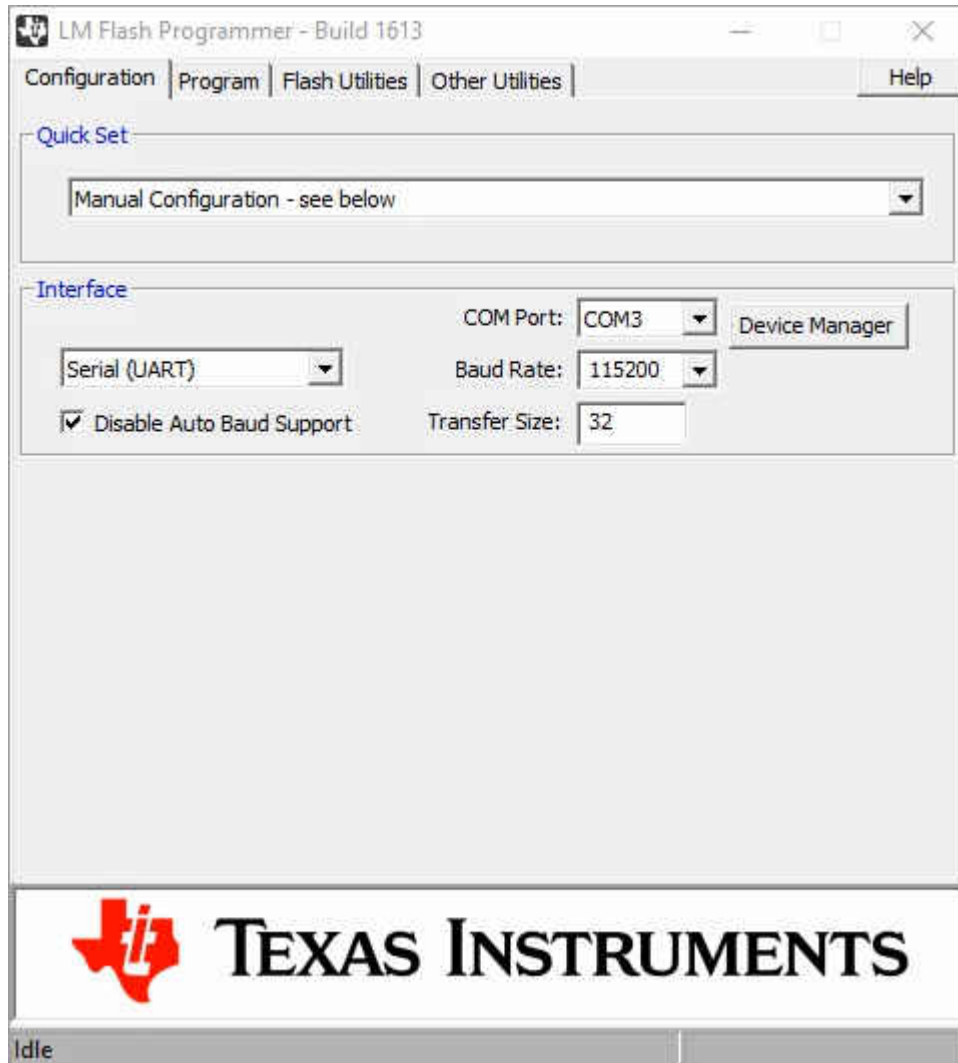 LM Flash Programmer - Build 1613
Configuration Program Flash Utilities Other Utilities Help
Quick Set
Manual Configuration - see below
Interface
COM Port: COM3 Device Manager
Serial (UART) Baud Rate: 115200
Disable Auto Baud Support Transfer Size: 32
TEXAS INSTRUMENTS
Idle